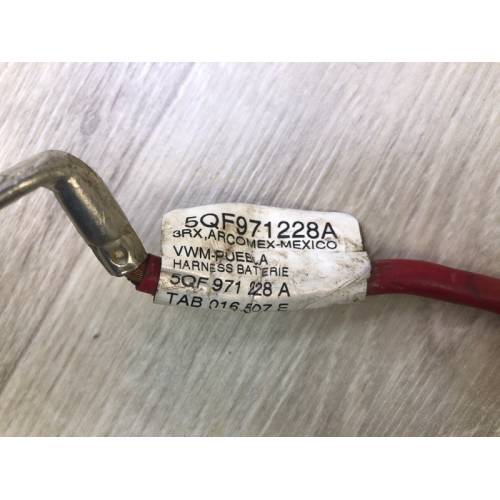 5QF971228A
3RX,ARCOMEX-MEXICO
VWM-PUEBLA
HARNESS BATERIE
5QF 971 228 A
TAB 016 507 E